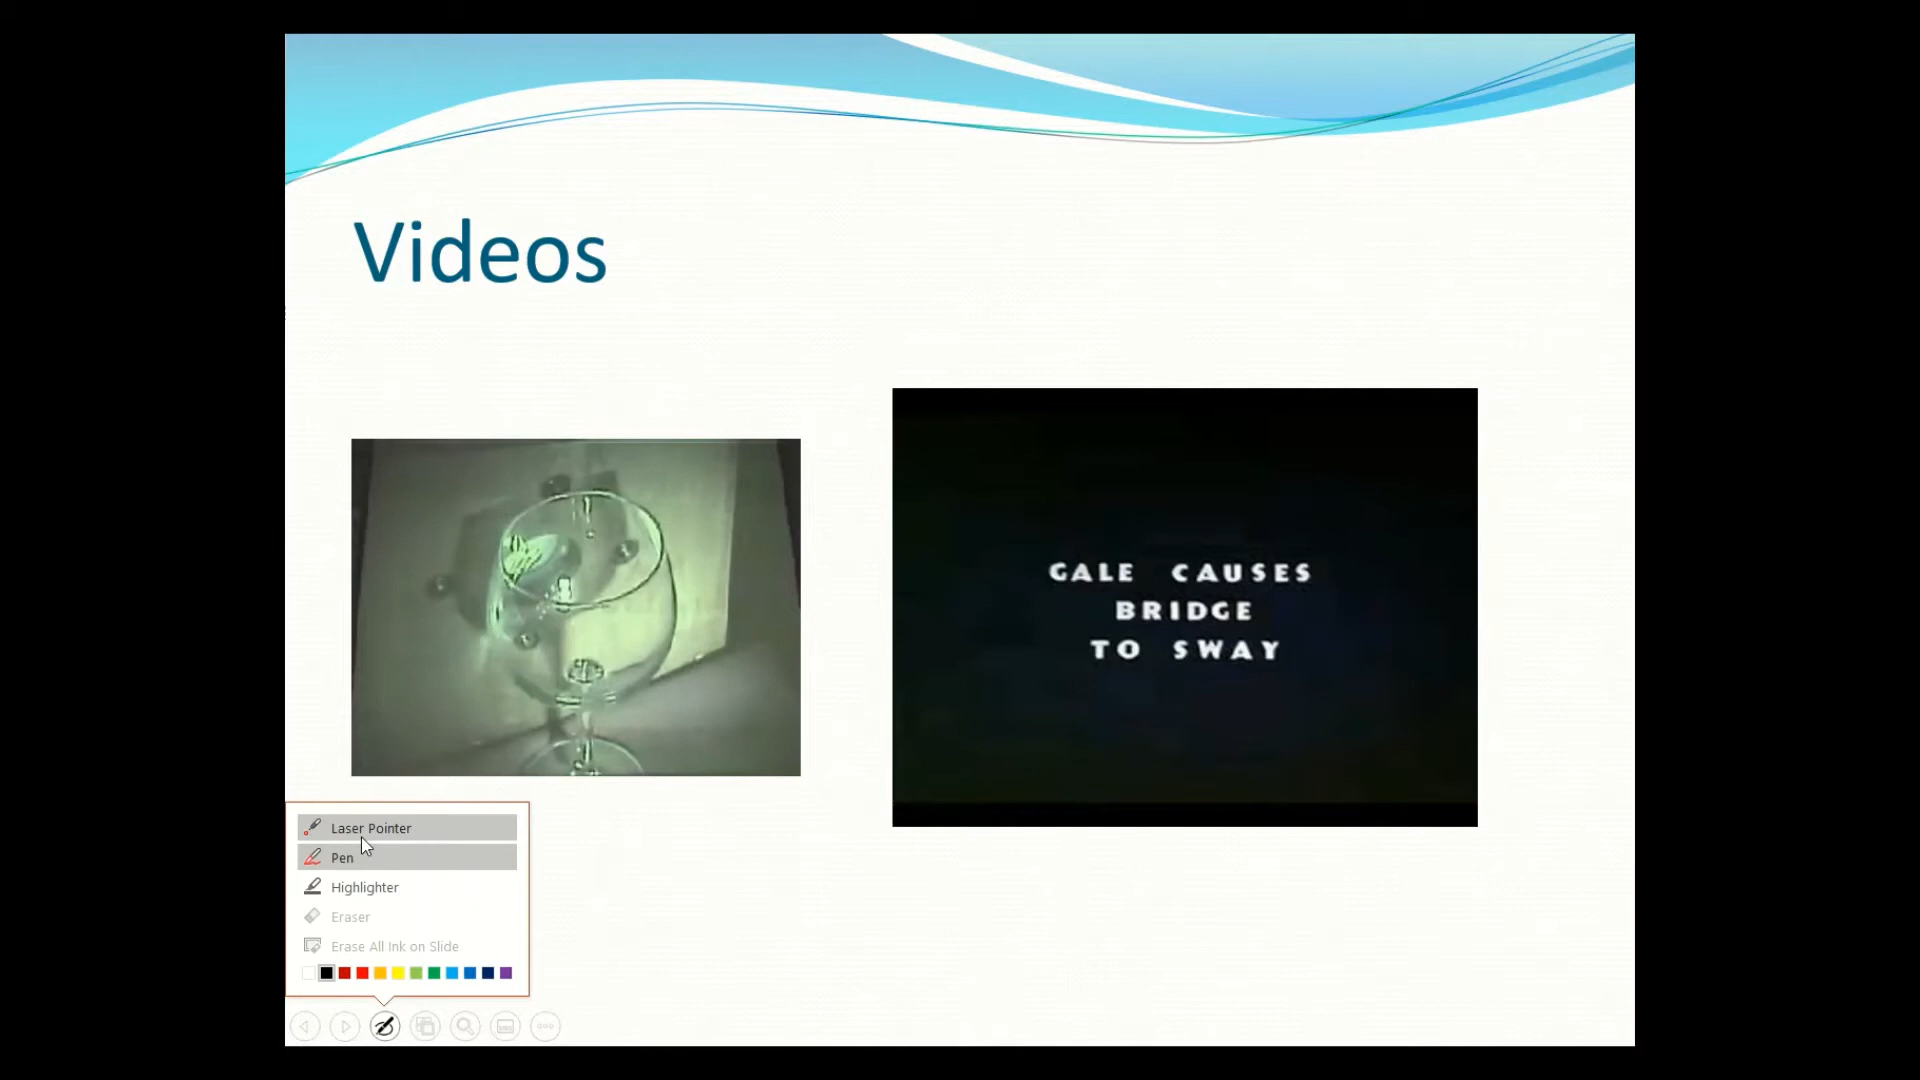 Videos
GALE CAUSES
BRIDGE
TO SWAY
Laser Pointer
Pen
Highlighter
Eraser
Erase All Ink on Slide